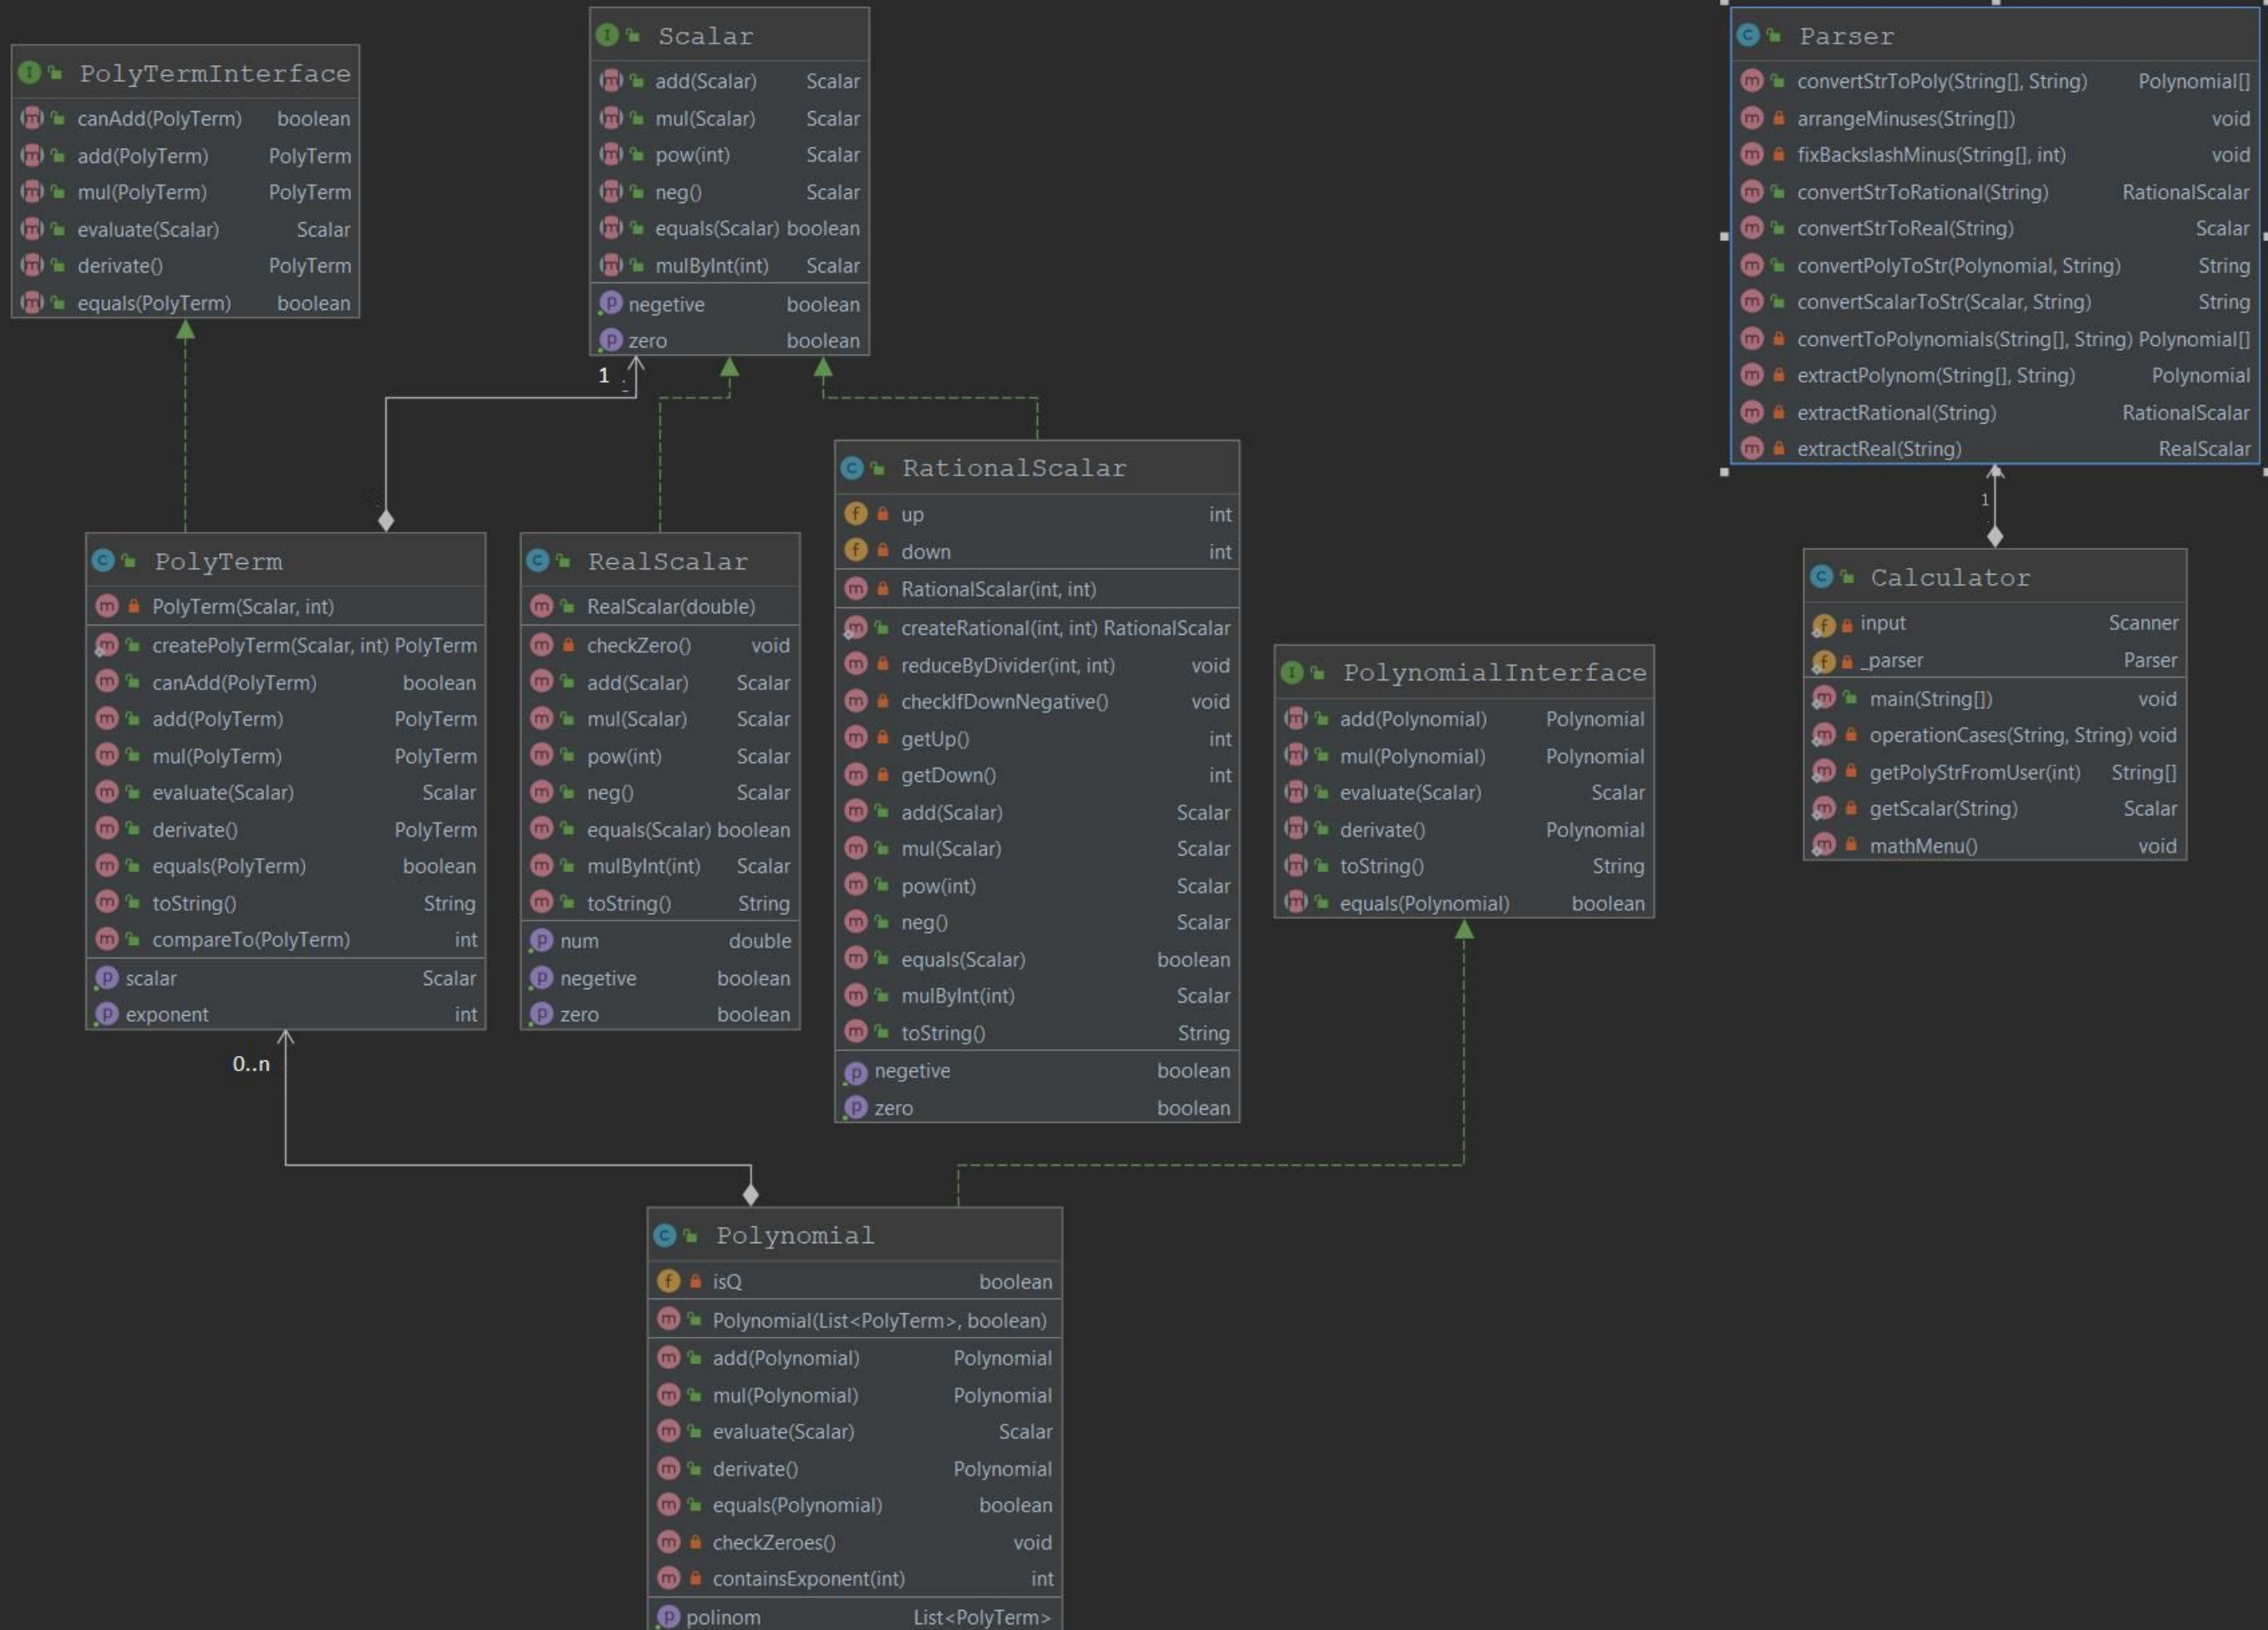 PolyTermInterface
canAdd(PolyTerm) boolean
add(PolyTerm) PolyTerm
mul(PolyTerm) PolyTerm
evaluate(Scalar) Scalar
derivate() PolyTerm
equals(PolyTerm) boolean
Scalar
add(Scalar) Scalar
mul(Scalar) Scalar
pow(int) Scalar
neg() Scalar
equals(Scalar) boolean
mulByInt(int) Scalar
negetive boolean
zero boolean
1
Parser
convertStrToPoly(String[], String) Polynomial[]
arrangeMinuses(String[]) void
fixBackslashMinus(String[], int) void
convertStrToRational(String) RationalScalar
convertStrToReal(String) Scalar
convertPolyToStr(Polynomial, String) String
convertScalarToStr(Scalar, String) String
convertToPolynomials(String[], String) Polynomial[]
extractPolynom(String[], String) Polynomial
extractRational(String) RationalScalar
extractReal(String) RealScalar
1
PolyTerm
PolyTerm(Scalar, int)
createPolyTerm(Scalar, int) PolyTerm
canAdd(PolyTerm) boolean
add(PolyTerm) PolyTerm
mul(PolyTerm) PolyTerm
evaluate(Scalar) Scalar
derivate() PolyTerm
equals(PolyTerm) boolean
toString() String
compareTo(PolyTerm) int
scalar Scalar
exponent int
0..n
RealScalar
RealScalar(double)
checkZero() void
add(Scalar) Scalar
mul(Scalar) Scalar
pow(int) Scalar
neg() Scalar
equals(Scalar) boolean
mulByInt(int) Scalar
toString() String
num double
negetive boolean
zero boolean
RationalScalar
up int
down int
RationalScalar(int, int)
createRational(int, int) RationalScalar
reduceByDivider(int, int) void
checkIfDownNegative() void
getUp() int
getDown() int
add(Scalar) Scalar
mul(Scalar) Scalar
pow(int) Scalar
neg() Scalar
equals(Scalar) boolean
mulByInt(int) Scalar
toString() String
negetive boolean
zero boolean
PolynomialInterface
add(Polynomial) Polynomial
mul(Polynomial) Polynomial
evaluate(Scalar) Scalar
derivate() Polynomial
toString() String
equals(Polynomial) boolean
Calculator
input Scanner
_parser Parser
main(String[]) void
operationCases(String, String) void
getPolyStrFromUser(int) String[]
getScalar(String) Scalar
mathMenu() void
Polynomial
isQ boolean
Polynomial(List<PolyTerm>, boolean)
add(Polynomial) Polynomial
mul(Polynomial) Polynomial
evaluate(Scalar) Scalar
derivate() Polynomial
equals(Polynomial) boolean
checkZeroes() void
containsExponent(int) int
polinom List<PolyTerm>